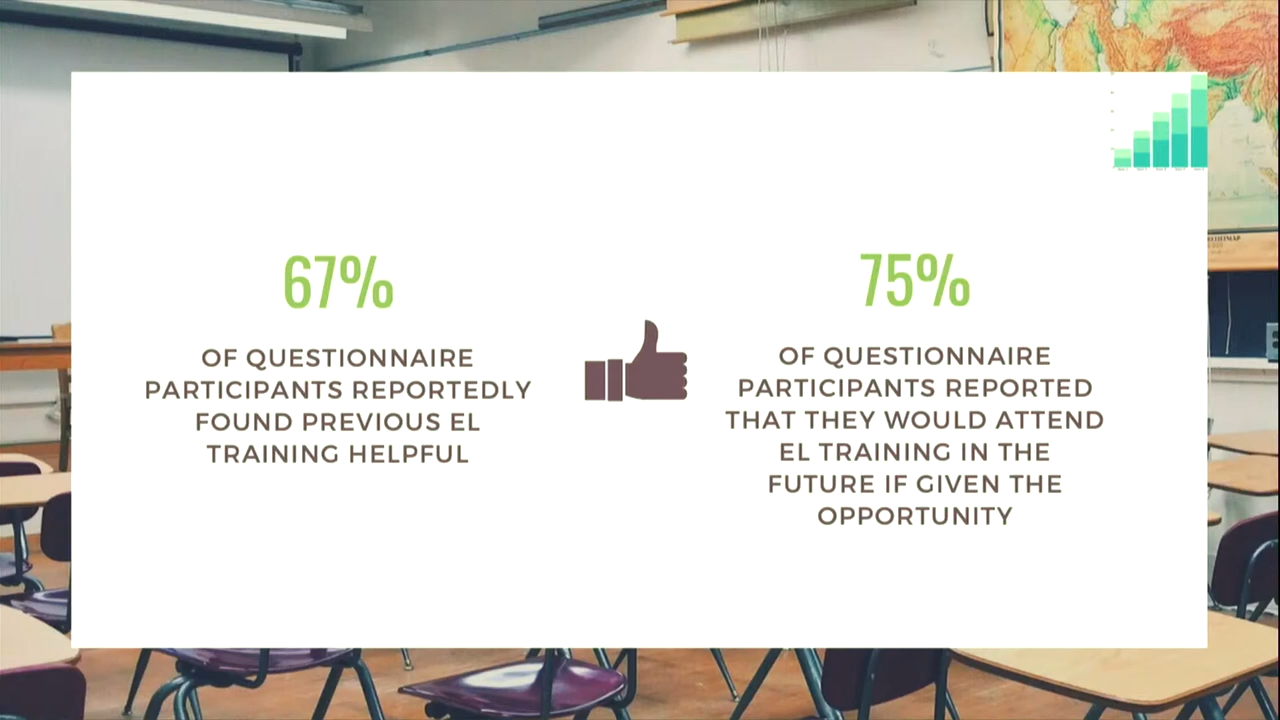 67%
OF QUESTIONNAIRE
PARTICIPANTS REPORTEDLY
FOUND PREVIOUS EL
TRAINING HELPFUL
75%
OF QUESTIONNAIRE
PARTICIPANTS REPORTED
THAT THEY WOULD ATTEND
EL TRAINING IN THE
FUTURE IF GIVEN THE
OPPORTUNITY